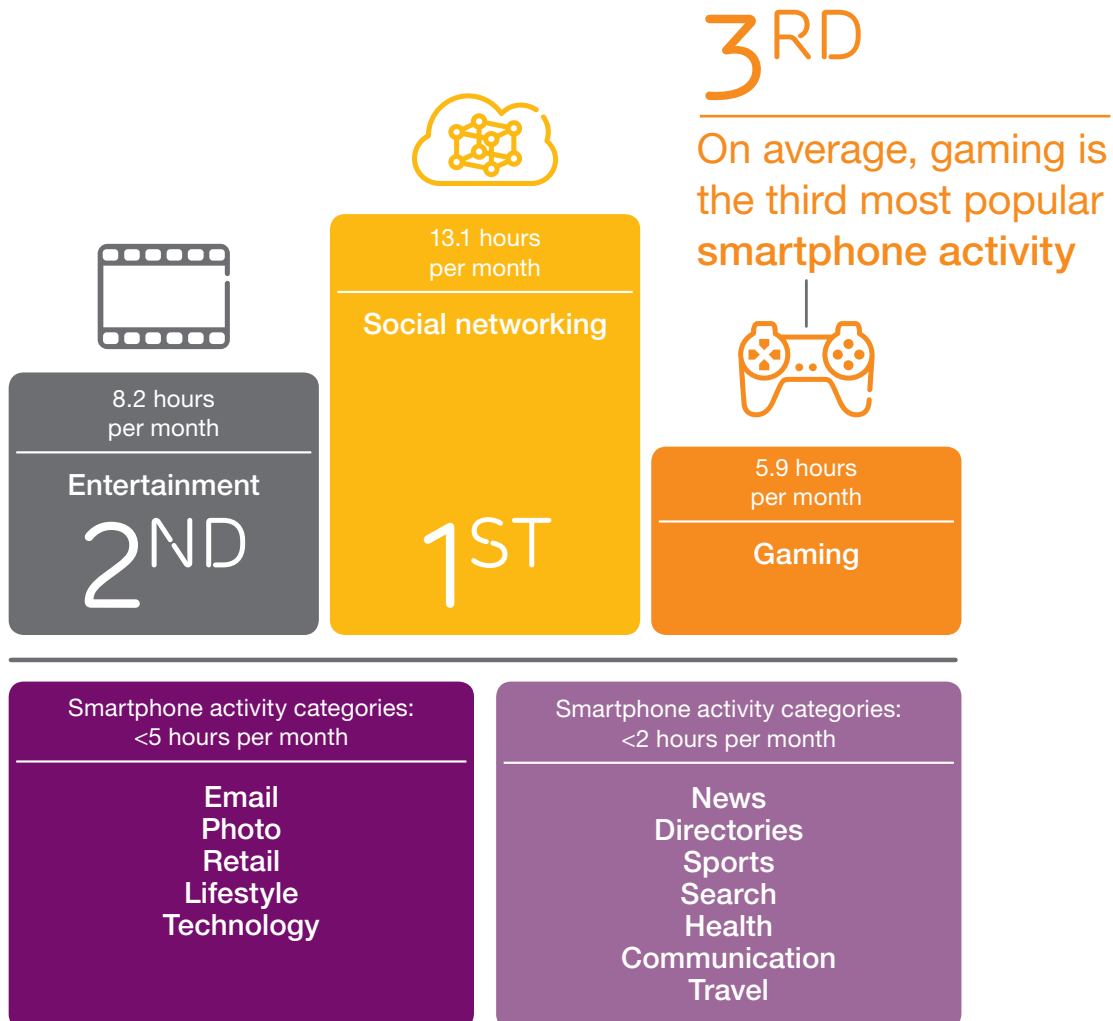 3RD
On average, gaming is
the third most popular
smartphone activity
8.2 hours
per month
Entertainment
2ND
13.1 hours
per month
Social networking
1ST
5.9 hours
per month
Gaming
Smartphone activity categories:
<5 hours per month
Email
Photo
Retail
Lifestyle
Technology
Smartphone activity categories:
<2 hours per month
News
Directories
Sports
Search
Health
Communication
Travel